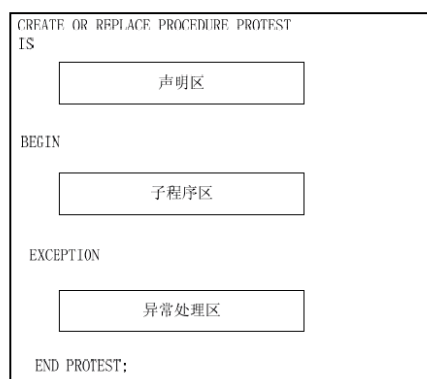 CREATE OR REPLACE PROCEDURE PROTEST
IS
声明区
BEGIN
子程序区
EXCEPTION
异常处理区
END PROTEST;